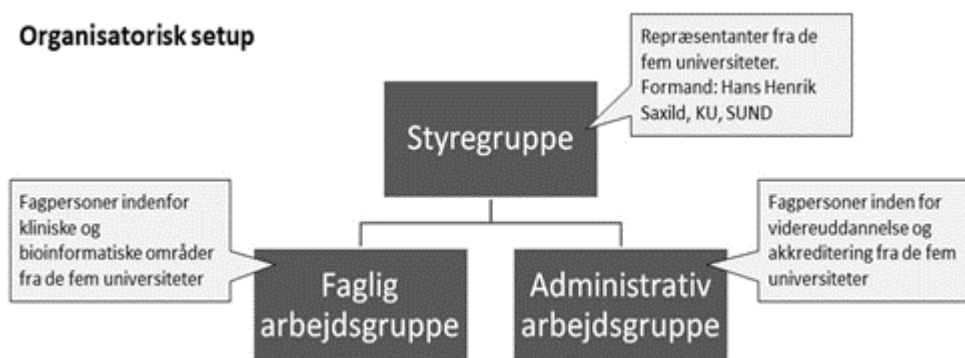 Organisatorisk setup
Repræsentanter fra de
fem universiteter.
Formand: Hans Henrik
Saxild, KU, SUND
Styregruppe
Fagpersoner indenfor
kliniske og
bioinformatiske områder
fra de fem universiteter
Fagpersoner inden for
videreuddannelse og
akkreditering fra de fem
universiteter
Faglig
arbejdsgruppe
Administrativ
arbejdsgruppe